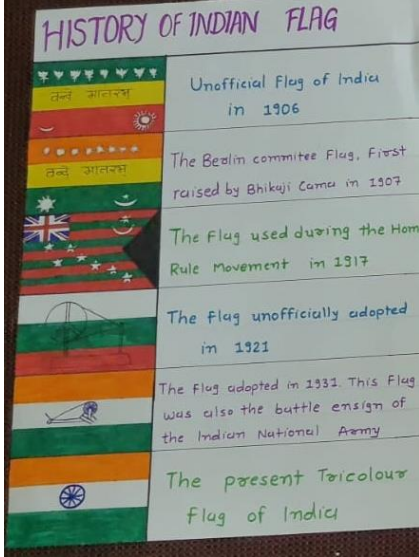 HISTORY OF INDIAN FLAG
वन्दे मातरम्
Unofficial Flag of India
in 1906
वन्दे मातरम्
The Berlin commitee Flag, First
raised by Bhikaji Cama in 1907
The Flag used during the Hom
Rule Movement in 1917
The Flag unofficially adopted
in 1921
The Flag adopted in 1931. This Flag
was also the battle ensign of
the Indian National Army
The present Tricolour
Flag of India